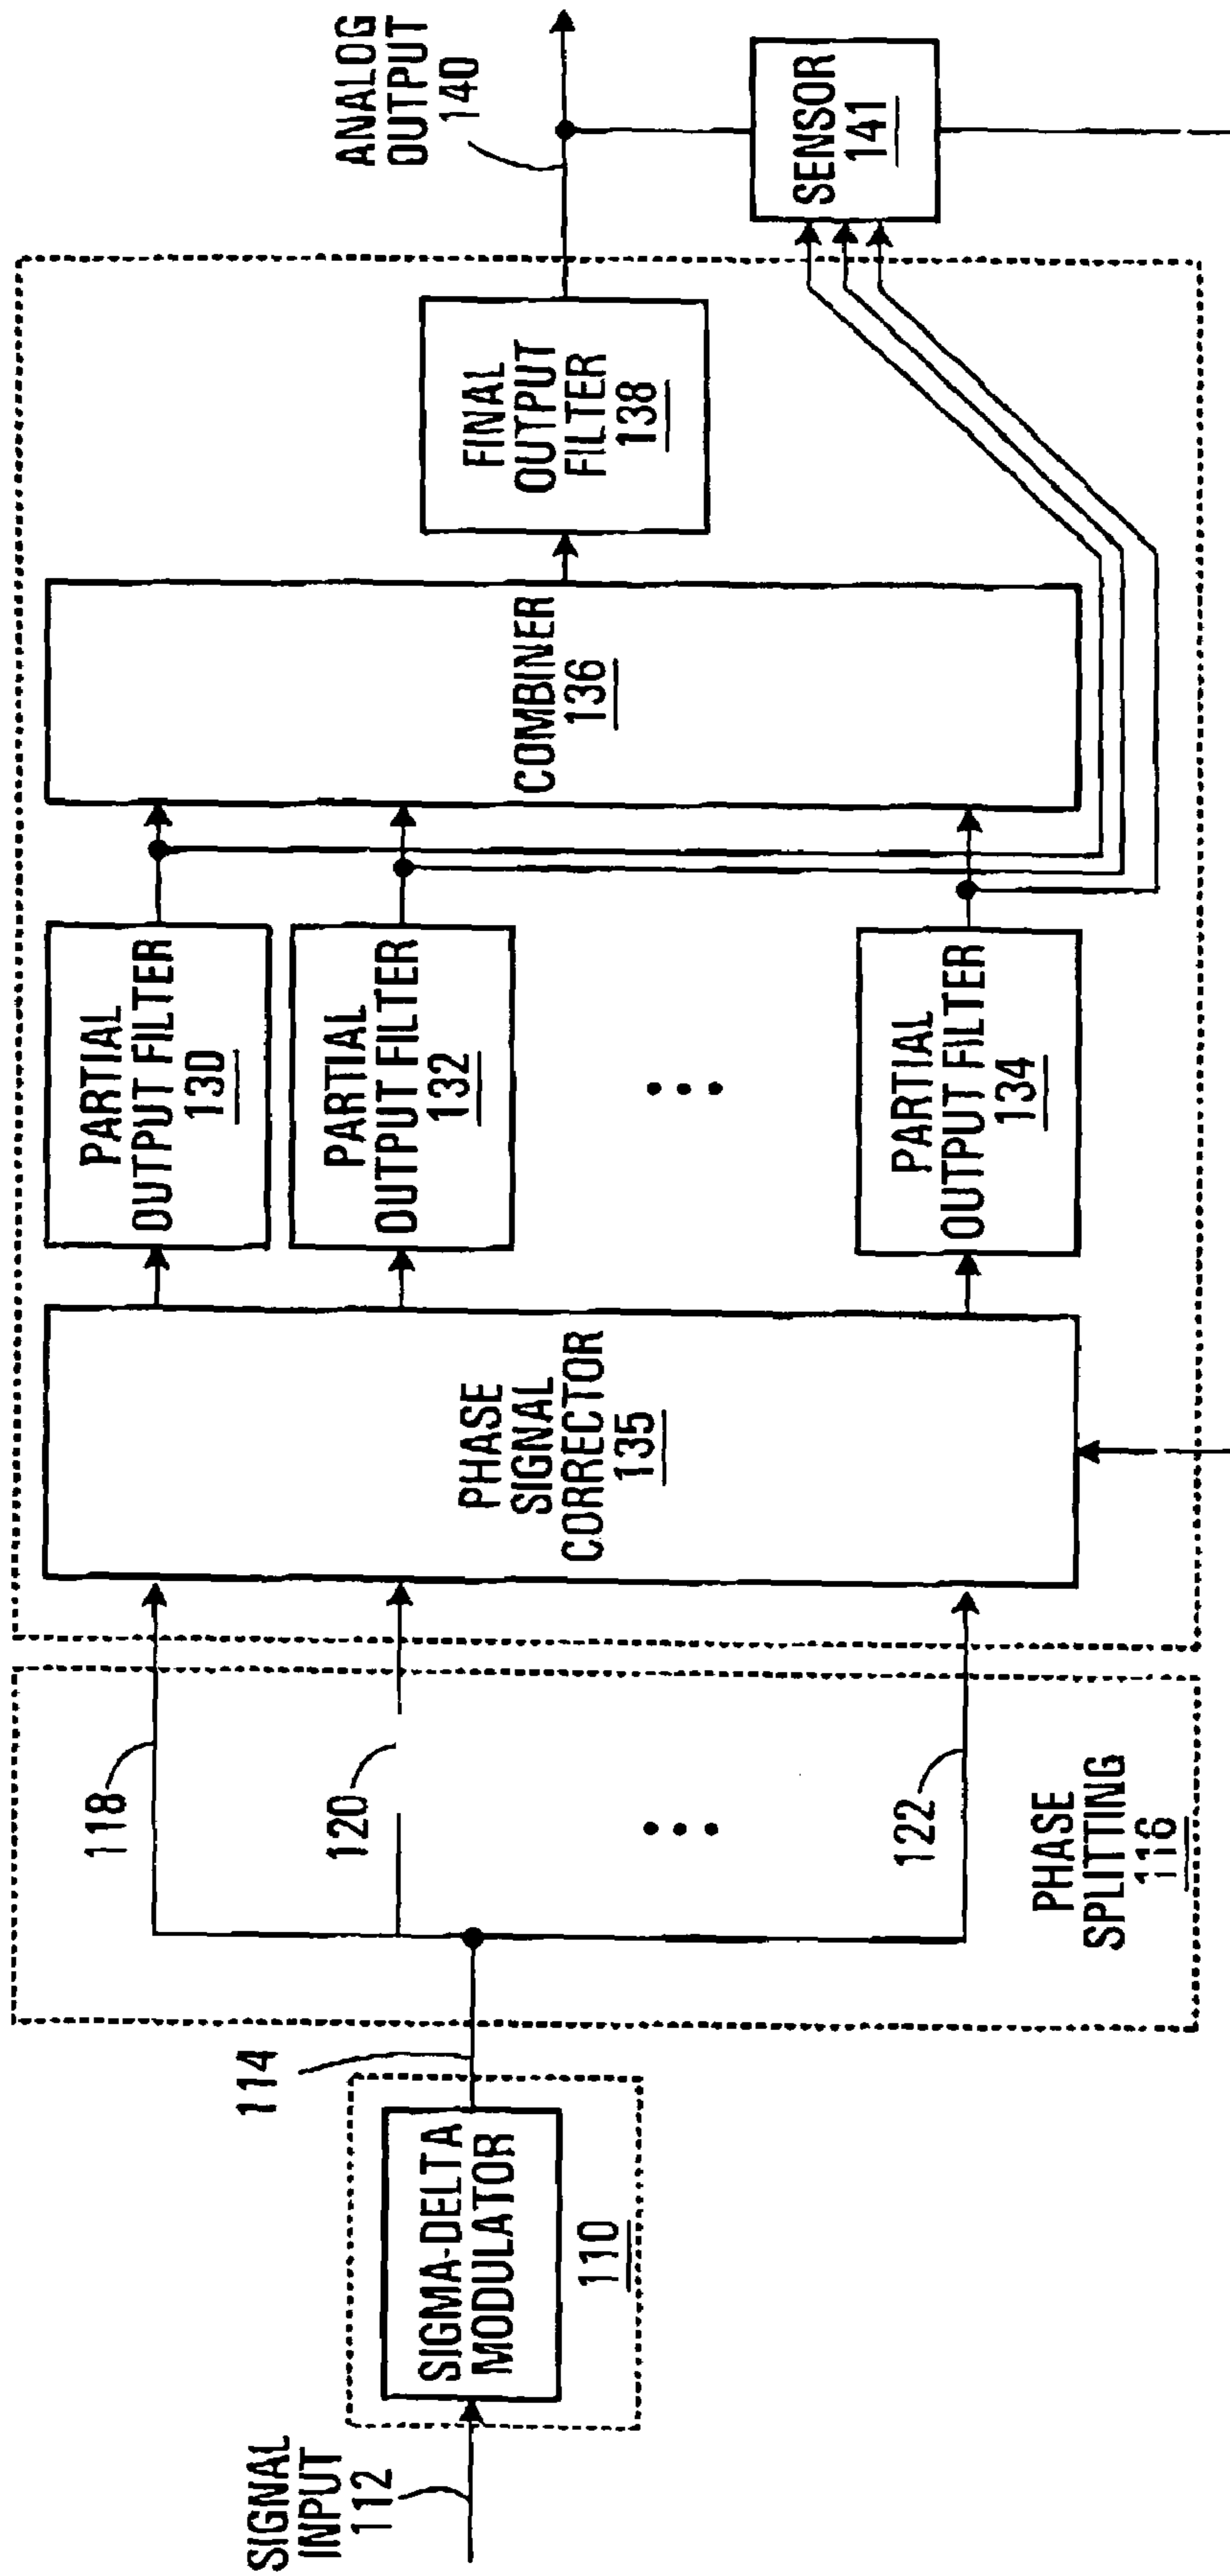 SIGNAL
INPUT
112
SIGMA-DELTA
MODULATOR
110
114
118
120
122
PHASE
SPLITTING
116
PHASE
SIGNAL
CORRECTOR
135
PARTIAL
OUTPUT FILTER
130
PARTIAL
OUTPUT FILTER
132
PARTIAL
OUTPUT FILTER
134
COMBINER
136
FINAL
OUTPUT
FILTER
138
ANALOG
OUTPUT
140
SENSOR
141